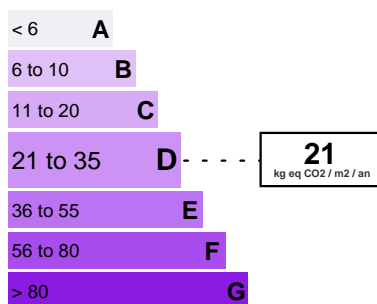 < 6 A
6 to 10 B
11 to 20 C
21 to 35 D
21
kg eq CO2 / m2 / an
36 to 55 E
56 to 80 F
> 80 G